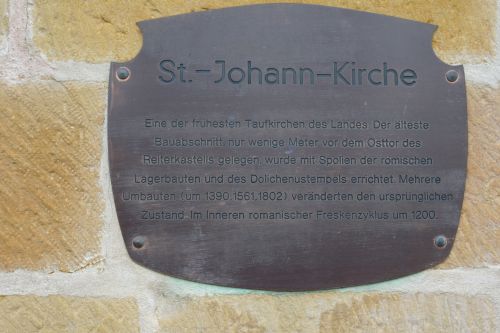 St.-Johann-Kirche
Eine der frühesten Taufkirchen des Landes. Der älteste
Bauabschnitt, nur wenige Meter vor dem Osttor des
Reiterkastells gelegen, wurde mit Spolien der römischen
Lagerbauten und des Dolichenustempels errichtet. Mehrere
Umbauten (um 1390,1561,1802) veränderten den ursprünglichen
Zustand. Im Inneren romanischer Freskenzyklus um 1200.